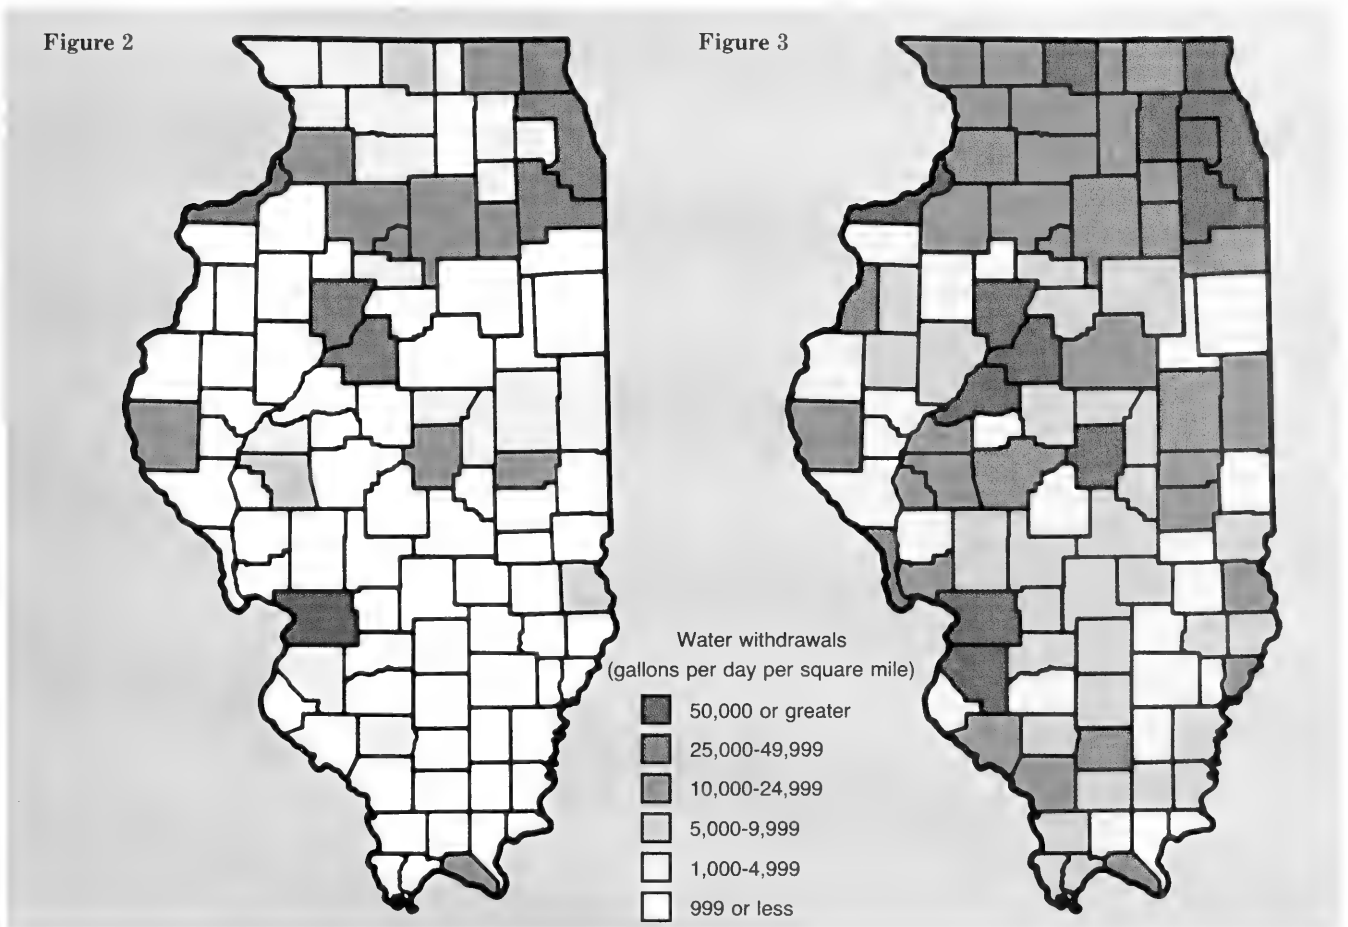 Figure 2
Figure 3
Water withdrawals
(gallons per day per square mile)
50,000 or greater
25,000-49,999
10,000-24,999
5,000-9,999
1,000-4,999
999 or less